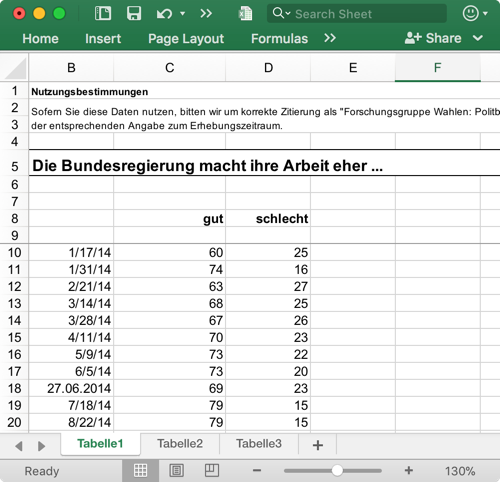 Search Sheet
Home Insert Page Layout Formulas Share
B C D E F
1 Nutzungsbestimmungen
2 Sofern Sie diese Daten nutzen, bitten wir um korrekte Zitierung als "Forschungsgruppe Wahlen: Politb
3 der entsprechenden Angabe zum Erhebungszeitraum.
4
5 Die Bundesregierung macht ihre Arbeit eher ...
6
7
8 gut schlecht
9
10 1/17/14 60 25
11 1/31/14 74 16
12 2/21/14 63 27
13 3/14/14 68 25
14 3/28/14 67 26
15 4/11/14 70 23
16 5/9/14 73 22
17 6/5/14 73 20
18 27.06.2014 69 23
19 7/18/14 79 15
20 8/22/14 79 15
Tabelle1 Tabelle2 Tabelle3 +
Ready 130%